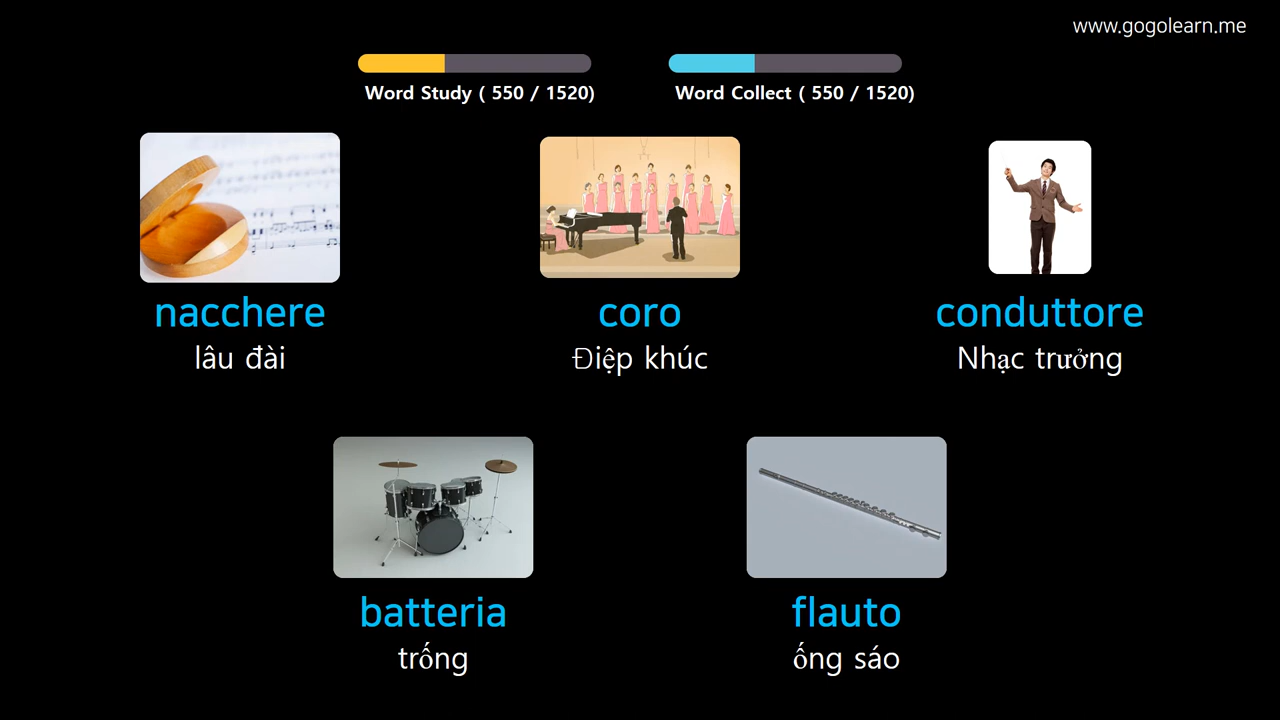 www.gogolearn.me
Word Study ( 550 / 1520)
Word Collect ( 550 / 1520)
nacchere
coro
conduttore
lâu đài
Điệp khúc
Nhạc trưởng
batteria
flauto
trống
ống sáo